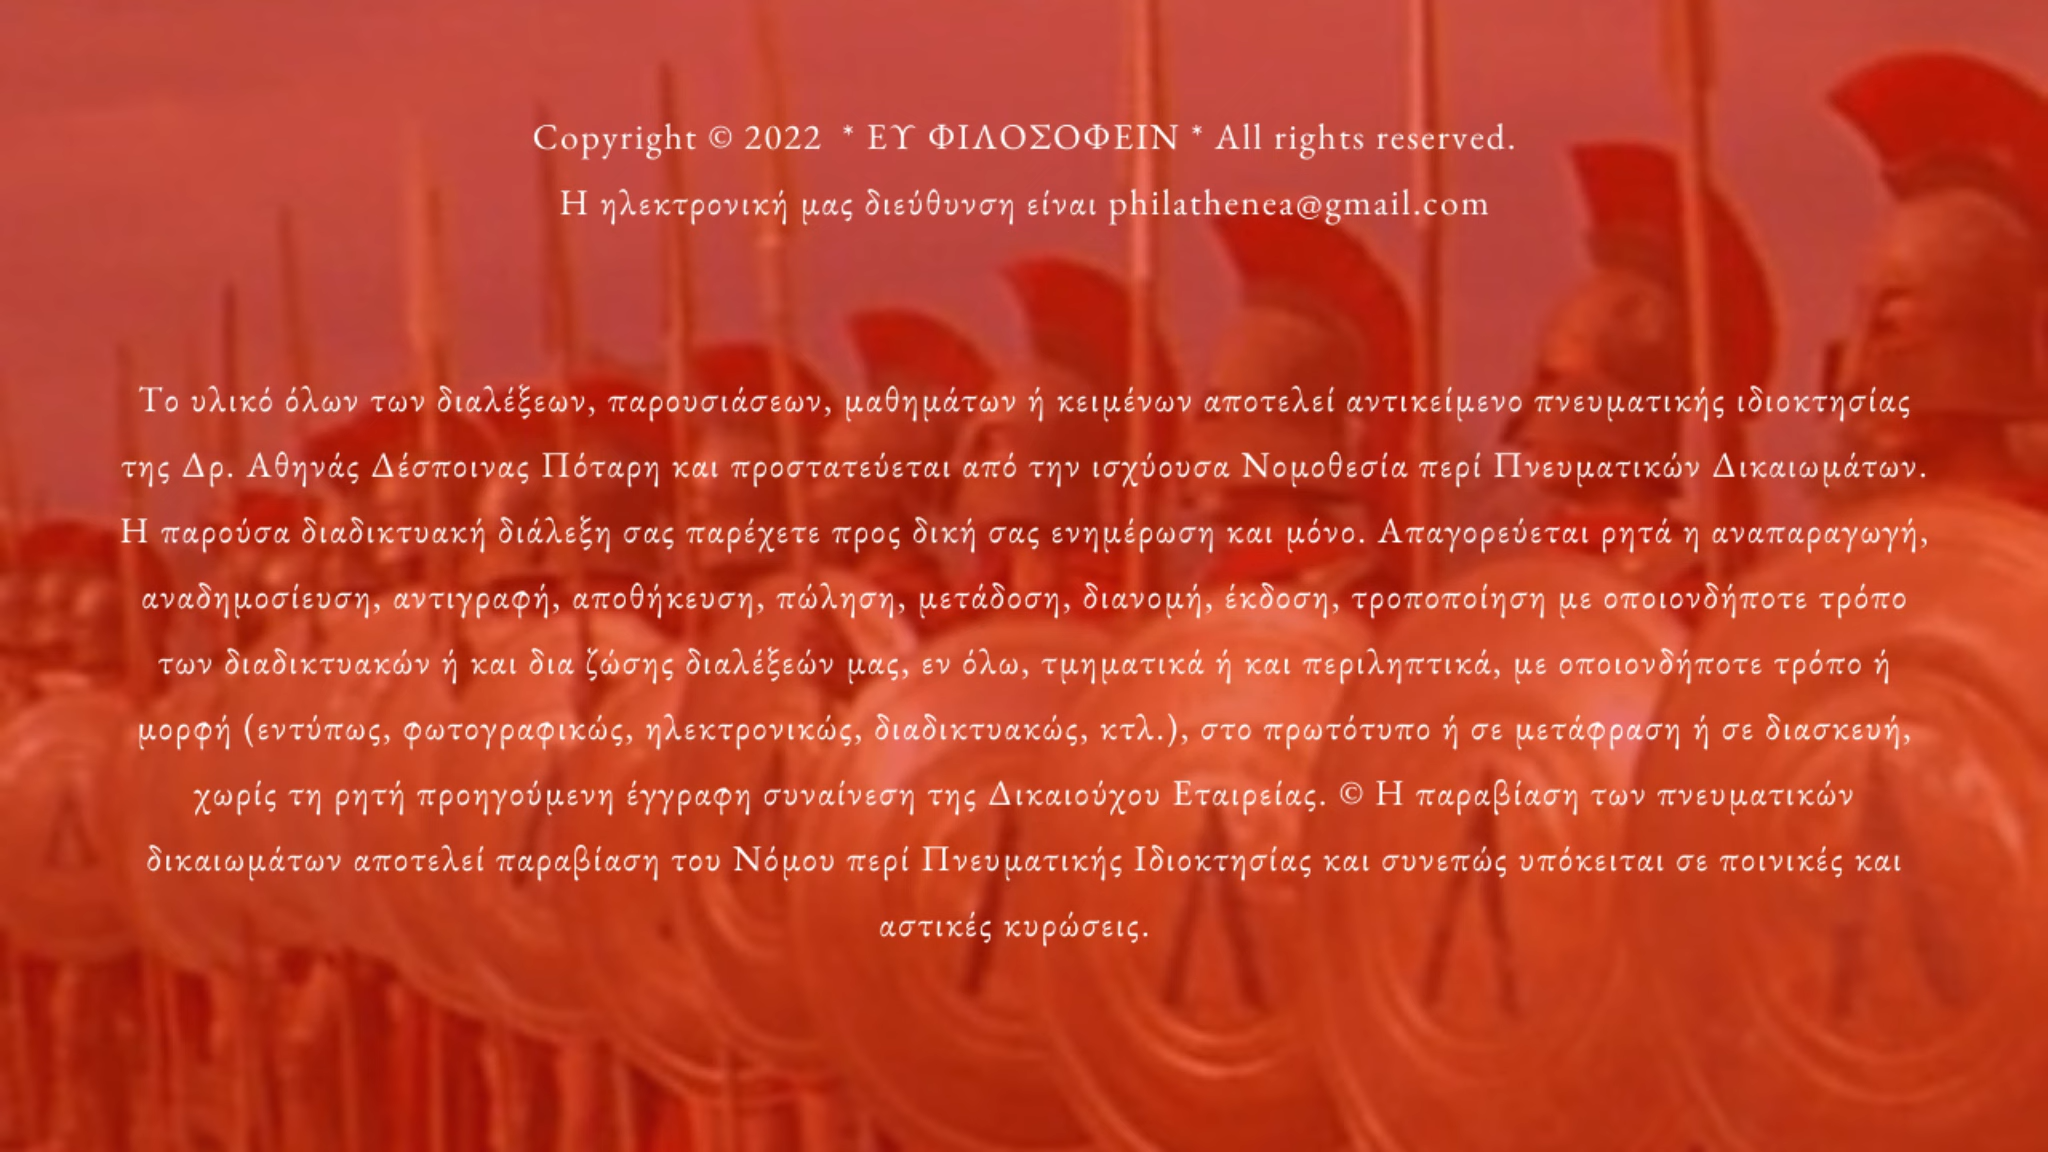 Copyright © 2022 * ΕΥ ΦΙΛΟΣΟΦΕΙΝ * All rights reserved.
Η ηλεκτρονική μας διεύθυνση είναι philathenea@gmail.com
Το υλικό όλων των διαλέξεων, παρουσιάσεων, μαθημάτων ή κειμένων αποτελεί αντικείμενο πνευματικής ιδιοκτησίας
της Δρ. Αθηνάς Δέσποινας Πόταρη και προστατεύεται από την ισχύουσα Νομοθεσία περί Πνευματικών Δικαιωμάτων.
Η παρούσα διαδικτυακή διάλεξη σας παρέχετε προς δική σας ενημέρωση και μόνο. Απαγορεύεται ρητά η αναπαραγωγή,
αναδημοσίευση, αντιγραφή, αποθήκευση, πώληση, μετάδοση, διανομή, έκδοση, τροποποίηση με οποιονδήποτε τρόπο
των διαδικτυακών ή και δια ζώσης διαλέξεών μας, εν όλω, τμηματικά ή και περιληπτικά, με οποιονδήποτε τρόπο ή
μορφή (εντύπως, φωτογραφικώς, ηλεκτρονικώς, διαδικτυακώς, κτλ.), στο πρωτότυπο ή σε μετάφραση ή σε διασκευή,
χωρίς τη ρητή προηγούμενη έγγραφη συναίνεση της Δικαιούχου Εταιρείας. © Η παραβίαση των πνευματικών
δικαιωμάτων αποτελεί παραβίαση του Νόμου περί Πνευματικής Ιδιοκτησίας και συνεπώς υπόκειται σε ποινικές και
αστικές κυρώσεις.